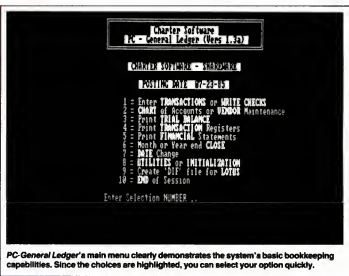 Charter Software
PC - General Ledger (Vers 1.3a)
CHARTER SOFTWARE - SHAREWARE
POSTING DATE 07-23-85
1 = Enter TRANSACTIONS or WRITE CHECKS
2 = CHART of Accounts or VENDOR Maintenance
3 = Print TRIAL BALANCE
4 = Print TRANSACTION Registers
5 = Print FINANCIAL Statements
6 = Month or Year end CLOSE
7 = DATE Change
8 = UTILITIES or INITIALIZATION
9 = Create 'DIF' file for LOTUS
10 = END of Session
Enter Selection NUMBER ..
PC-General Ledger's main menu clearly demonstrates the system's basic bookkeeping
capabilities. Since the choices are highlighted, you can select your option quickly.